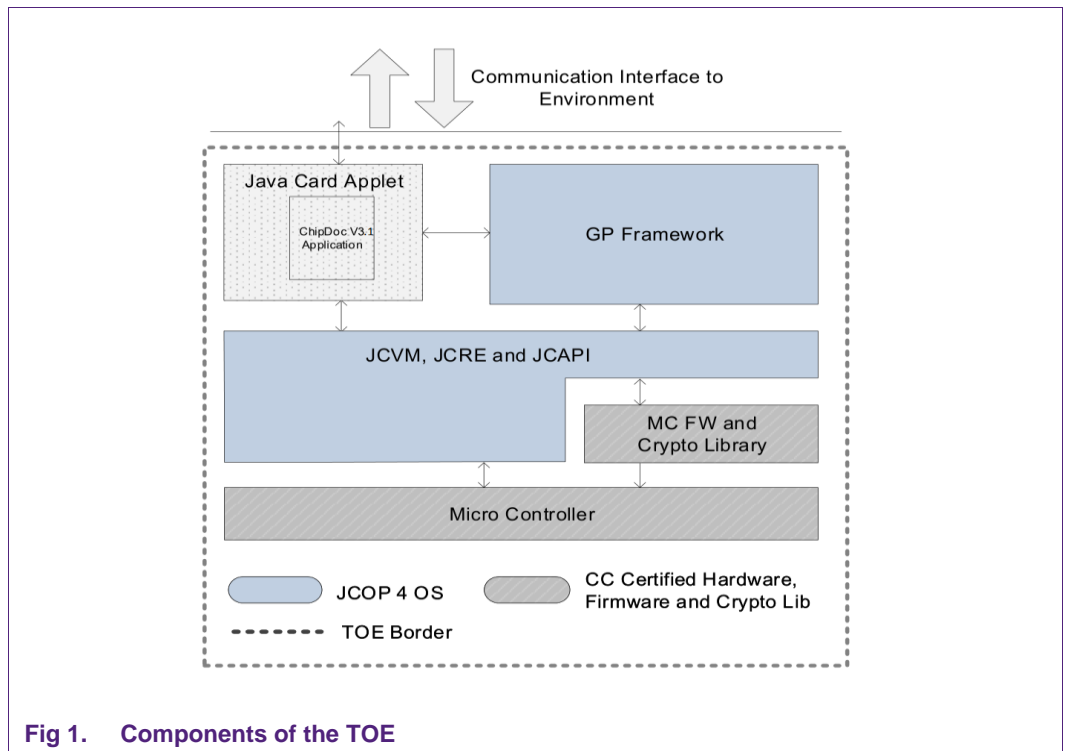 Communication Interface to
Environment
Java Card Applet
ChipDoc V3.1
Application
GP Framework
JCVM, JCRE and JCAPI
MC FW and
Crypto Library
Micro Controller
JCOP 4 OS
CC Certified Hardware,
Firmware and Crypto Lib
TOE Border
Fig 1. Components of the TOE